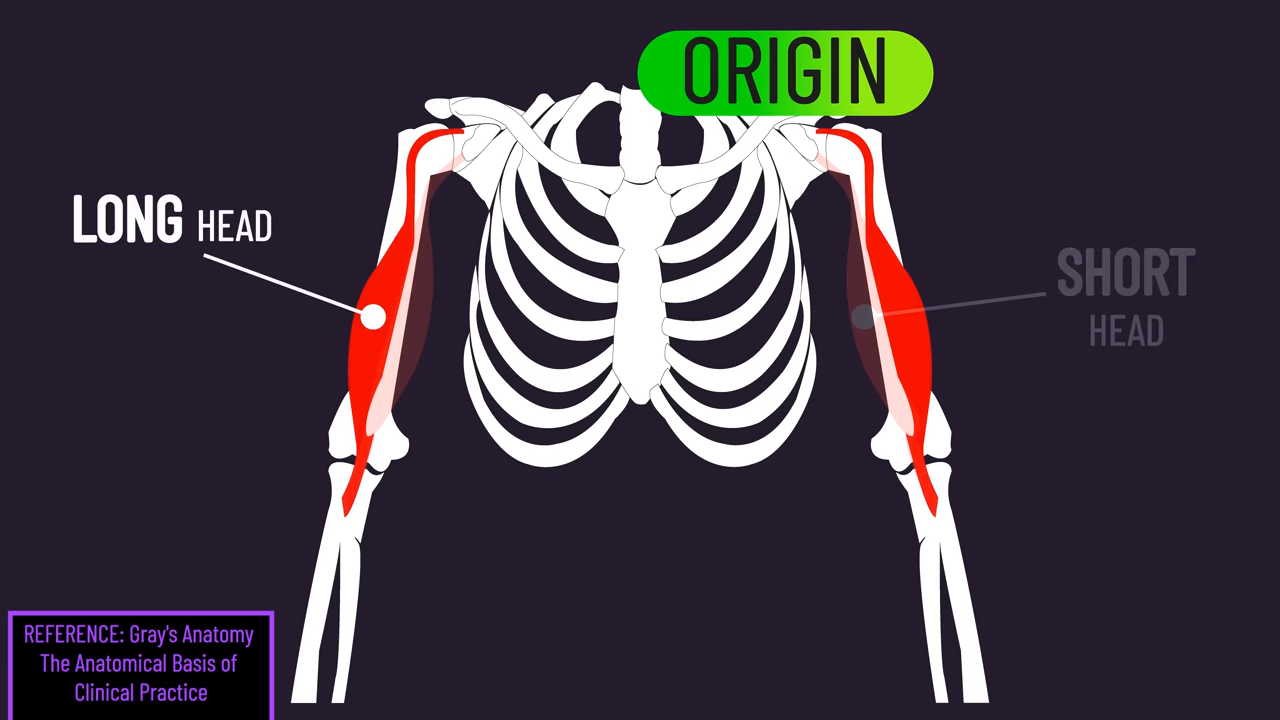 ORIGIN
LONG HEAD
SHORT
HEAD
REFERENCE: Gray's Anatomy
The Anatomical Basis of
Clinical Practice